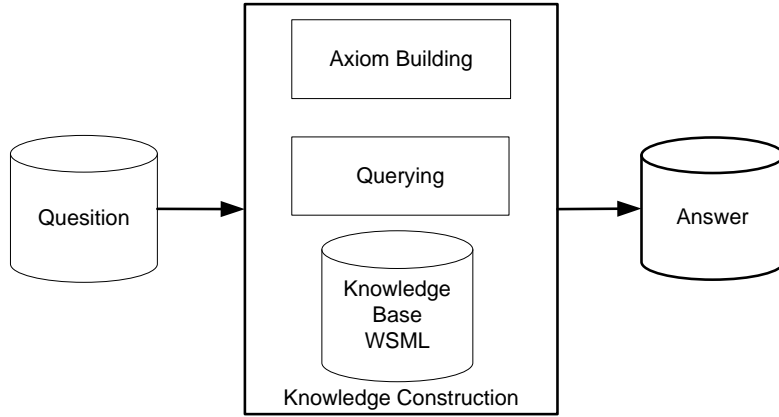 Axiom Building
Quesition
Querying
Answer
Knowledge
Base
WSML
Knowledge Construction